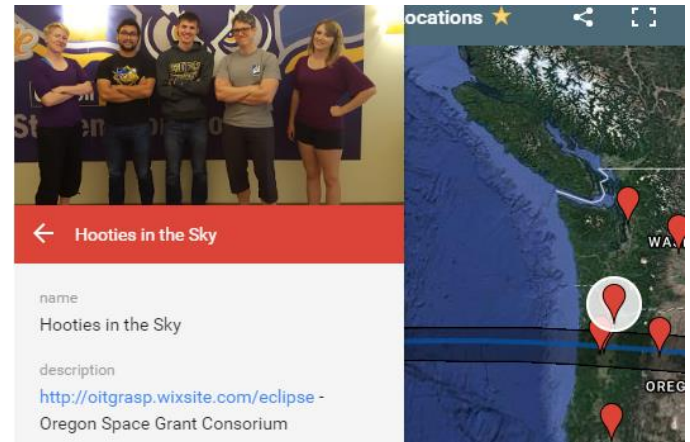 ocations
Hooties in the Sky
name
Hooties in the Sky
description
http://oitgrasp.wixsite.com/eclipse -
Oregon Space Grant Consortium
WA
OREG